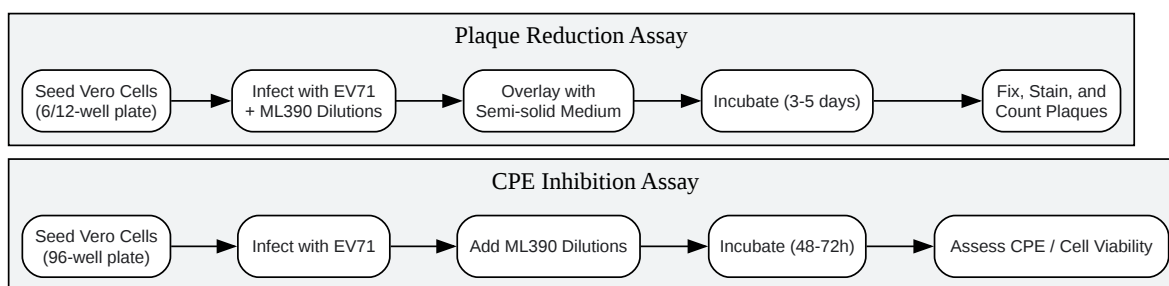 Plaque Reduction Assay
Seed Vero Cells
(6/12-well plate)
Infect with EV71
+ ML390 Dilutions
Overlay with
Semi-solid Medium
Incubate (3-5 days)
Fix, Stain, and
Count Plaques
CPE Inhibition Assay
Seed Vero Cells
(96-well plate)
Infect with EV71
Add ML390 Dilutions
Incubate (48-72h)
Assess CPE / Cell Viability